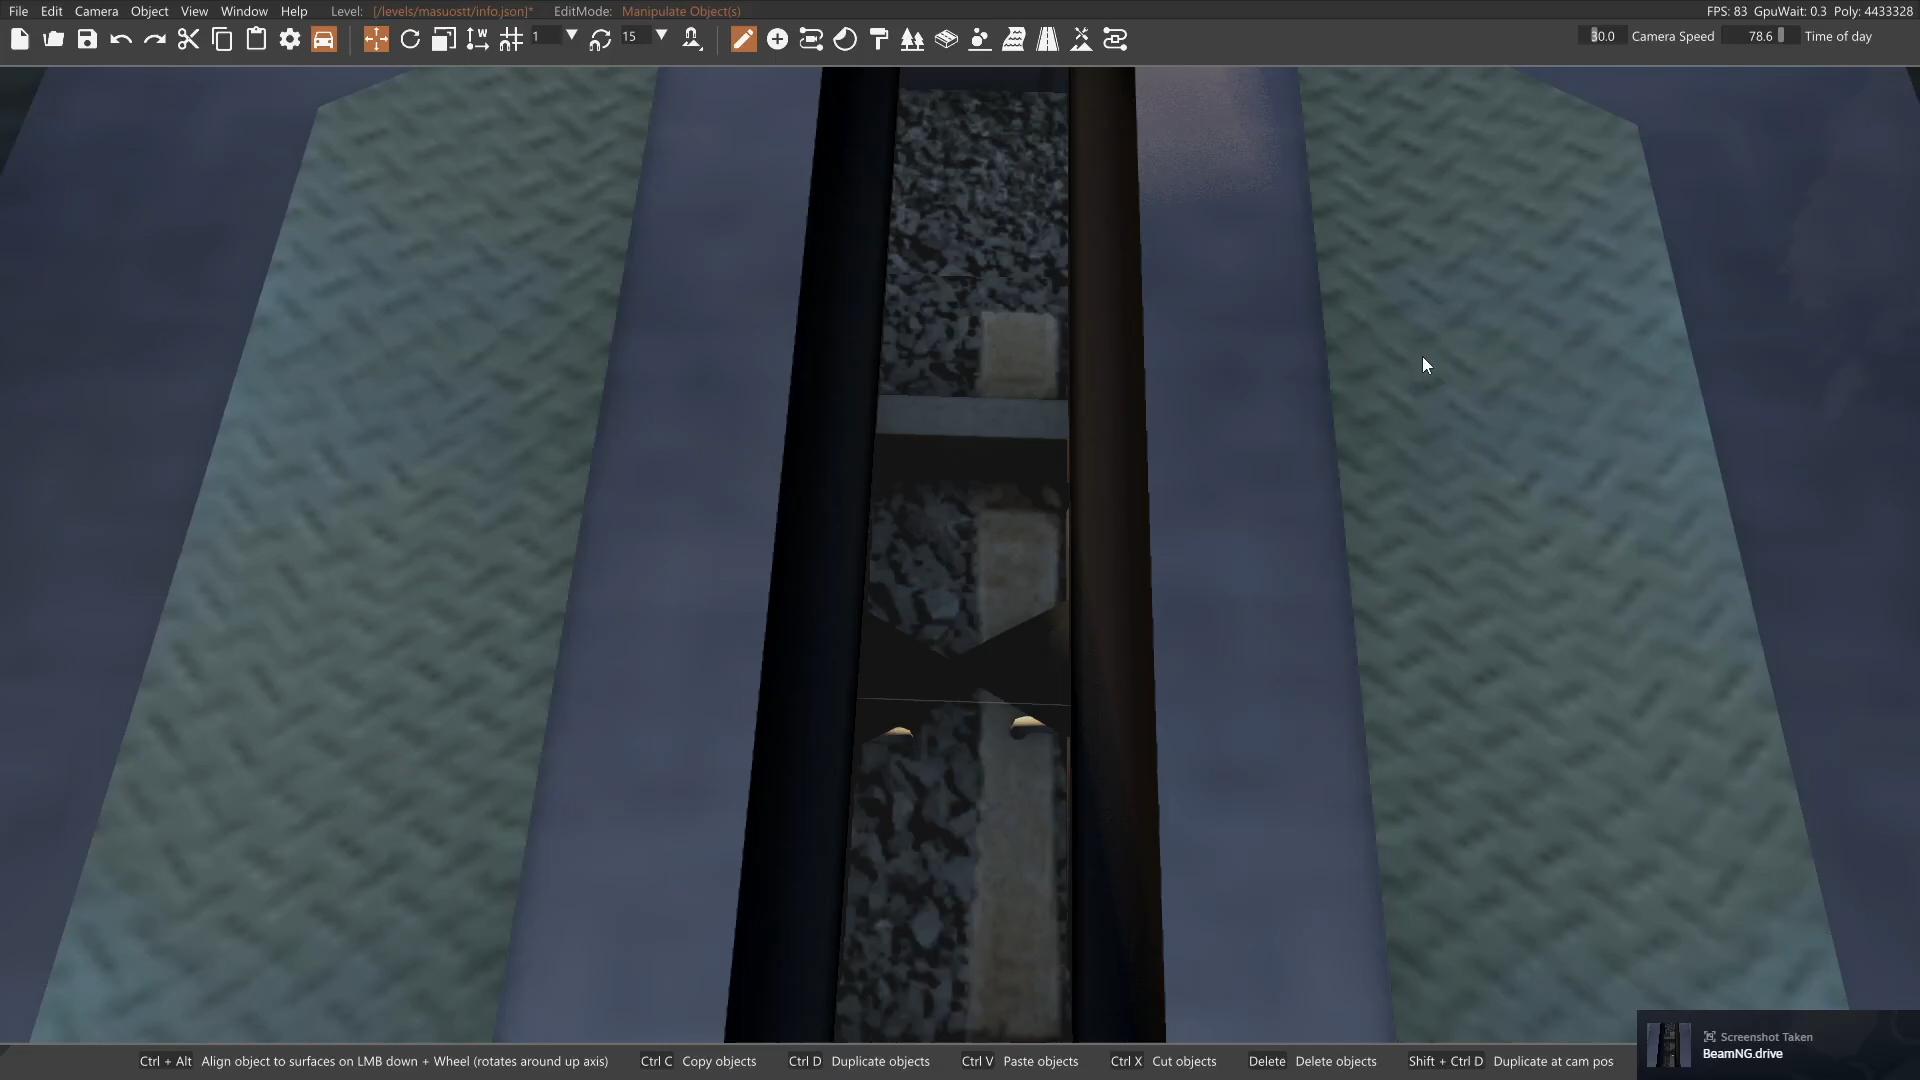 File Edit Camera Object View Window Help Level: [/levels/masuostt/info.json]* EditMode: Manipulate Object(s) FPS: 83 GpuWait: 0.3 Poly: 4433328
1 15 30.0 Camera Speed 78.6 Time of day
Screenshot Taken
BeamNG.drive
Ctrl + Alt Align object to surfaces on LMB down + Wheel (rotates around up axis) Ctrl C Copy objects Ctrl D Duplicate objects Ctrl V Paste objects Ctrl X Cut objects Delete Delete objects Shift + Ctrl D Duplicate at cam pos